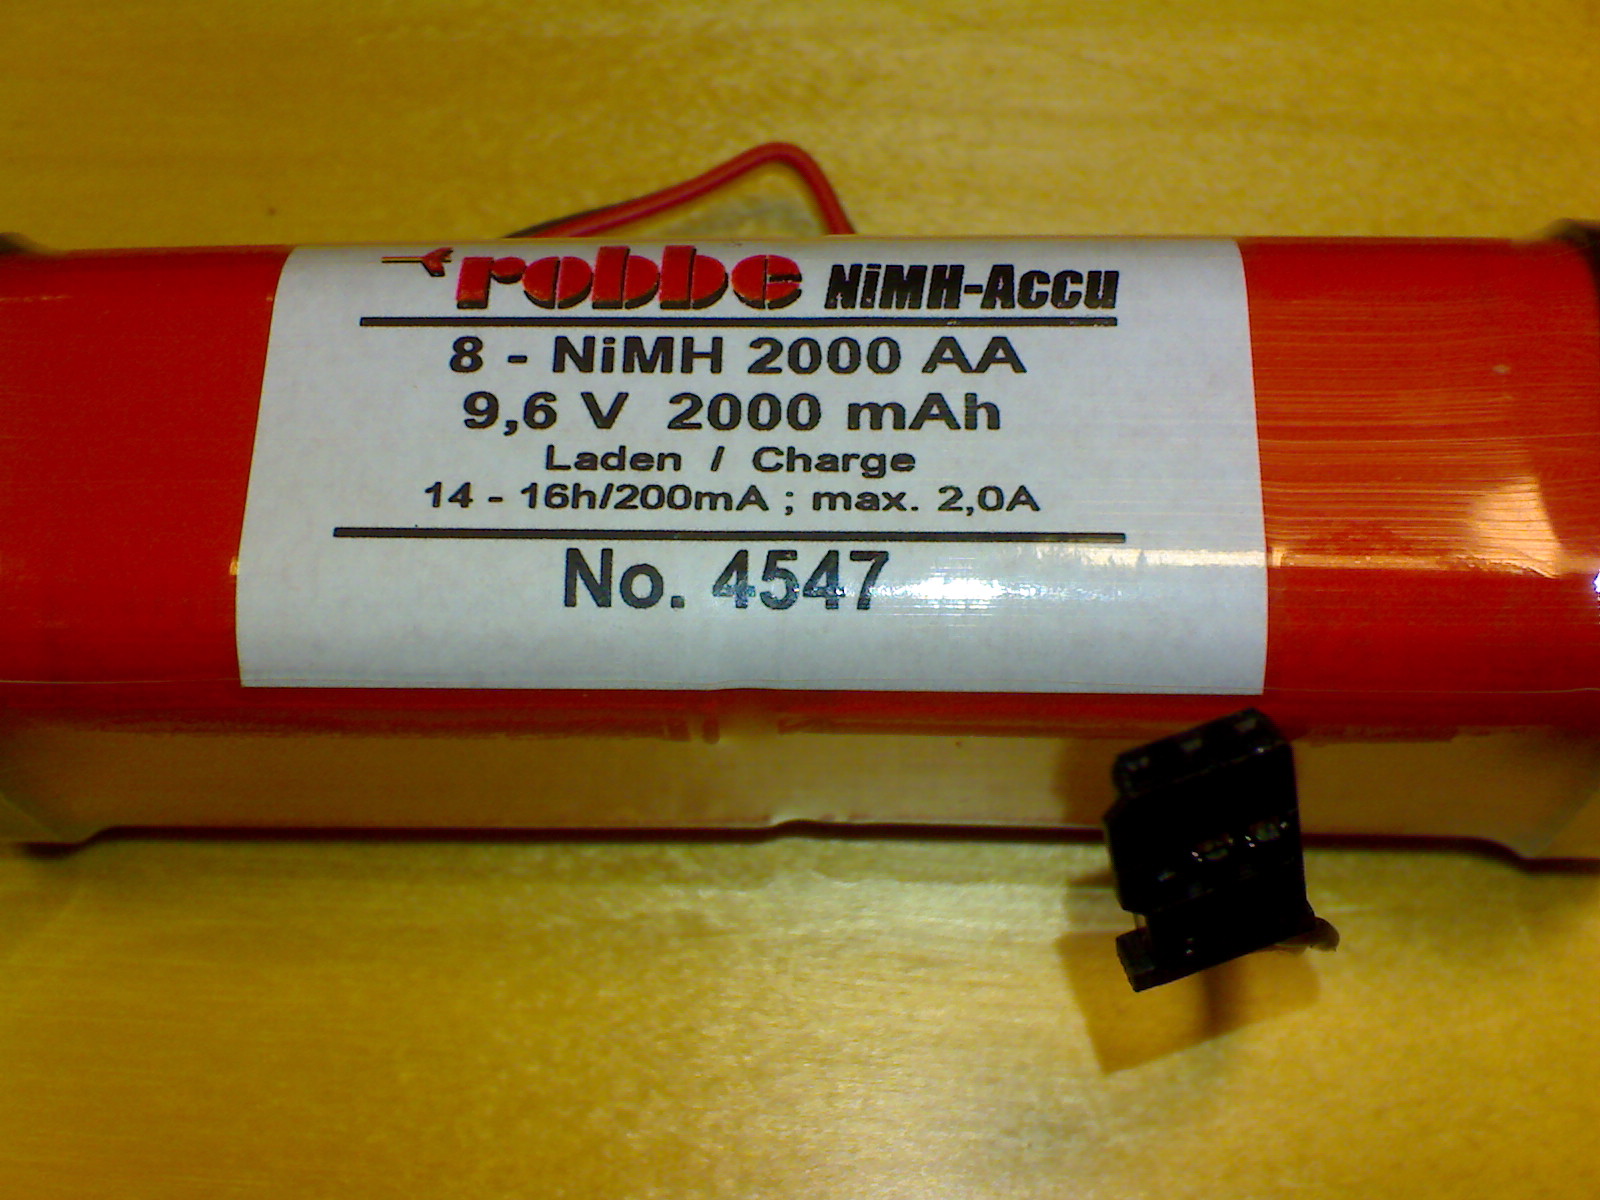 robbe NiMH-Accu
8 - NiMH 2000 AA
9,6 V 2000 mAh
Laden / Charge
14 - 16h/200mA ; max. 2,0A
No. 4547